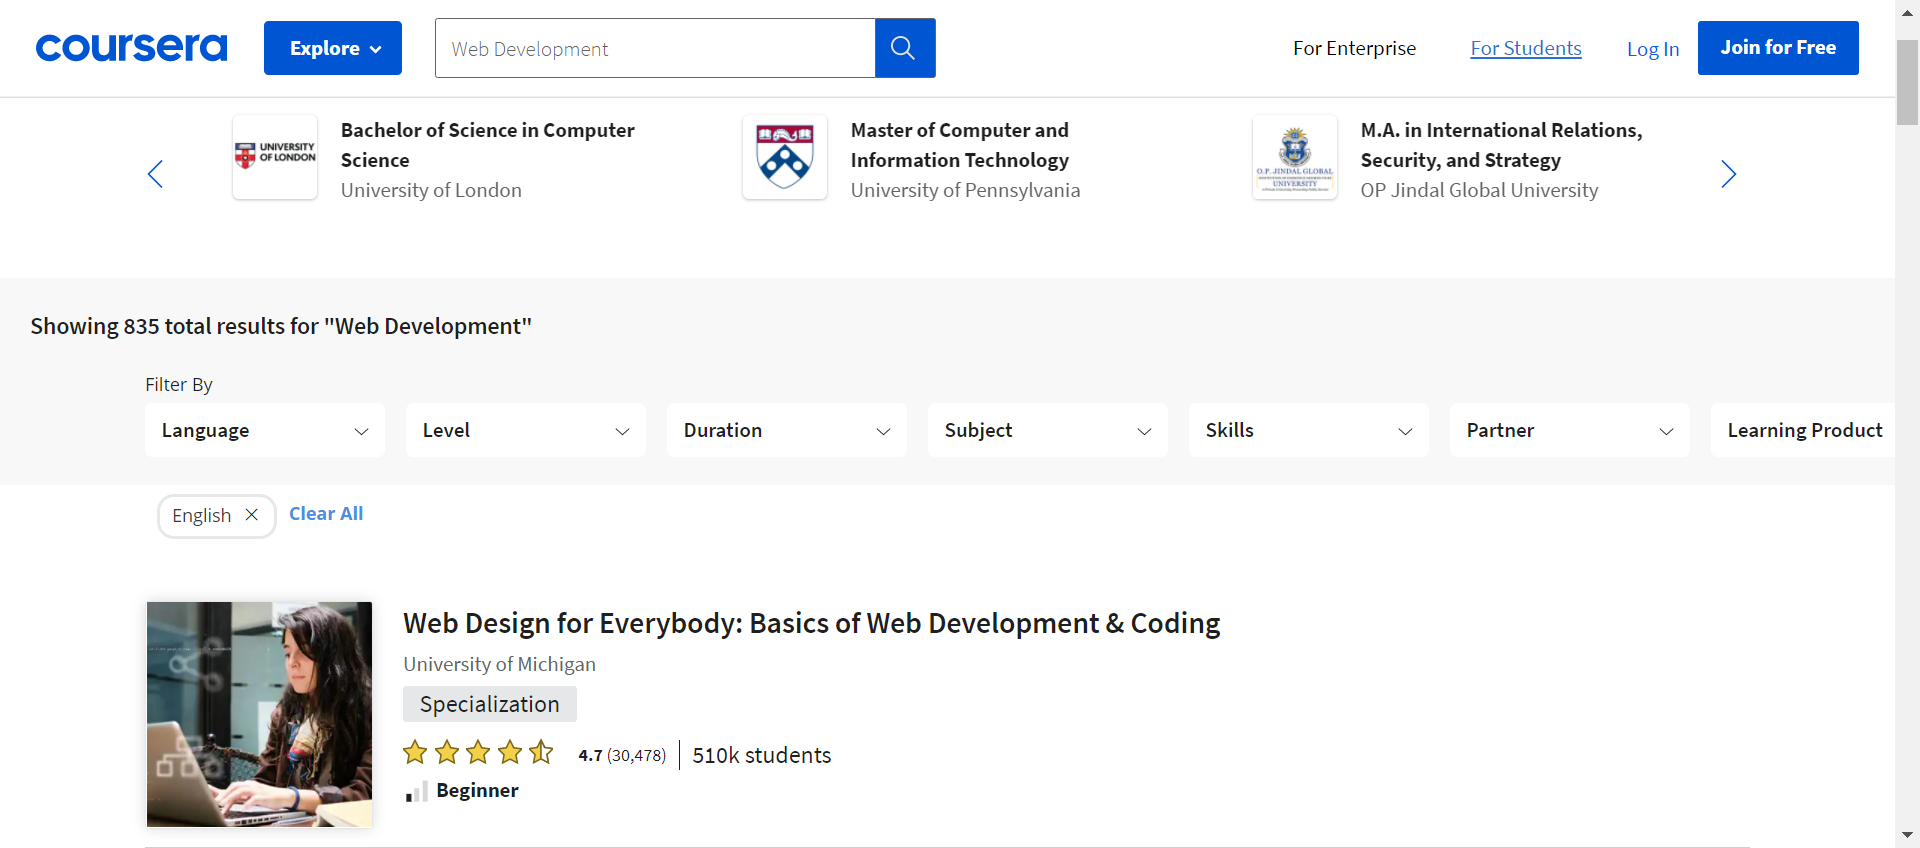 coursera
Explore
Web Development
For Enterprise
For Students
Log In
Join for Free
UNIVERSITY
OF LONDON
Bachelor of Science in Computer
Science
University of London
Master of Computer and
Information Technology
University of Pennsylvania
O.P. JINDAL GLOBAL
UNIVERSITY
M.A. in International Relations,
Security, and Strategy
OP Jindal Global University
Showing 835 total results for "Web Development"
Filter By
Language
Level
Duration
Subject
Skills
Partner
Learning Product
English
Clear All
Web Design for Everybody: Basics of Web Development & Coding
University of Michigan
Specialization
4.7 (30,478)
510k students
Beginner